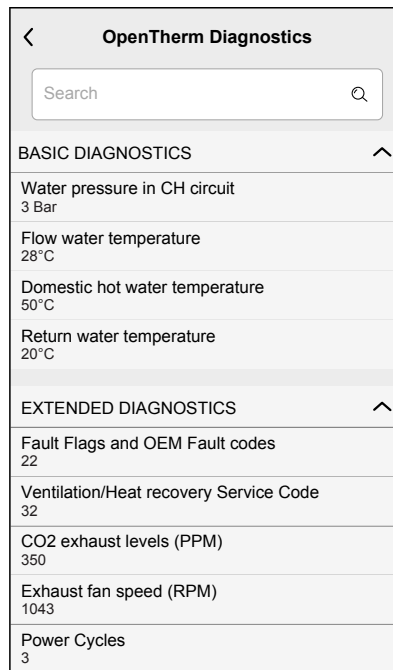 OpenTherm Diagnostics
Search
BASIC DIAGNOSTICS
Water pressure in CH circuit
3 Bar
Flow water temperature
28°C
Domestic hot water temperature
50°C
Return water temperature
20°C
EXTENDED DIAGNOSTICS
Fault Flags and OEM Fault codes
22
Ventilation/Heat recovery Service Code
32
CO2 exhaust levels (PPM)
350
Exhaust fan speed (RPM)
1043
Power Cycles
3